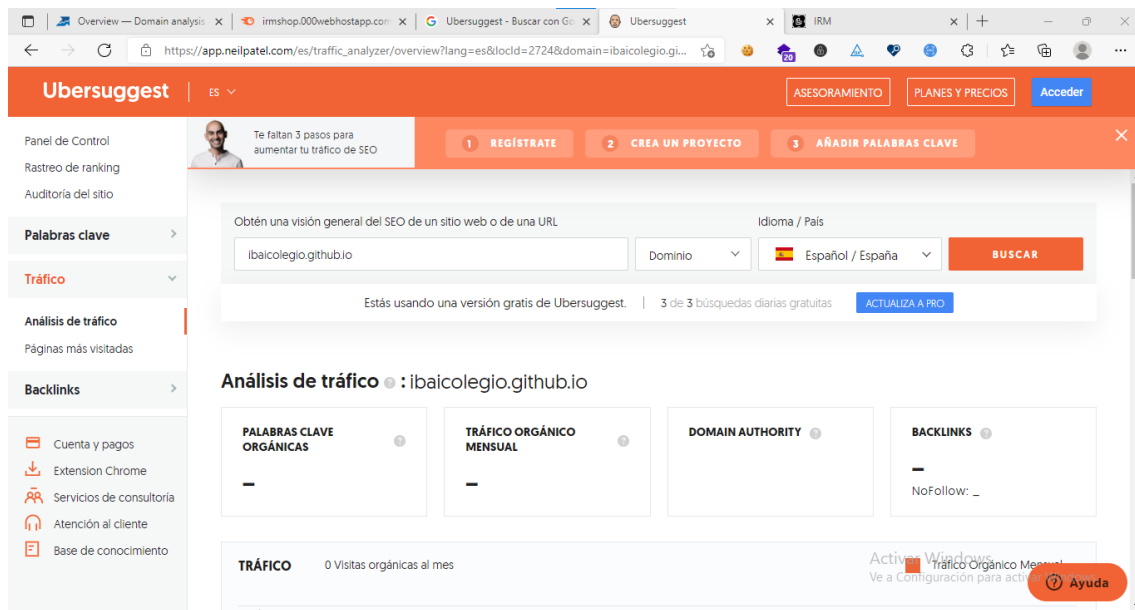 Overview — Domain analysis
irmshop.000webhostapp.com
Ubersuggest - Buscar con Go
Ubersuggest
IRM
https://app.neilpatel.com/es/traffic_analyzer/overview?lang=es&locId=2724&domain=ibaicolegio.gi...
20
Ubersuggest
ES
ASESORAMIENTO
PLANES Y PRECIOS
Acceder
Te faltan 3 pasos para
aumentar tu tráfico de SEO
1 REGÍSTRATE
2 CREA UN PROYECTO
3 AÑADIR PALABRAS CLAVE
Panel de Control
Rastreo de ranking
Auditoría del sitio
Palabras clave
Tráfico
Análisis de tráfico
Páginas más visitadas
Backlinks
Cuenta y pagos
Extension Chrome
Servicios de consultoría
Atención al cliente
Base de conocimiento
Obtén una visión general del SEO de un sitio web o de una URL
Idioma / País
ibaicolegio.github.io
Dominio
Español / España
BUSCAR
Estás usando una versión gratis de Ubersuggest.
3 de 3 búsquedas diarias gratuitas
ACTUALIZA A PRO
Análisis de tráfico ? : ibaicolegio.github.io
PALABRAS CLAVE
ORGÁNICAS
?
–
TRÁFICO ORGÁNICO
MENSUAL
?
–
DOMAIN AUTHORITY ?
BACKLINKS ?
–
NoFollow: _
TRÁFICO
0 Visitas orgánicas al mes
Tráfico Orgánico Mensual
Activar Windows
Ve a Configuración para activar
? Ayuda